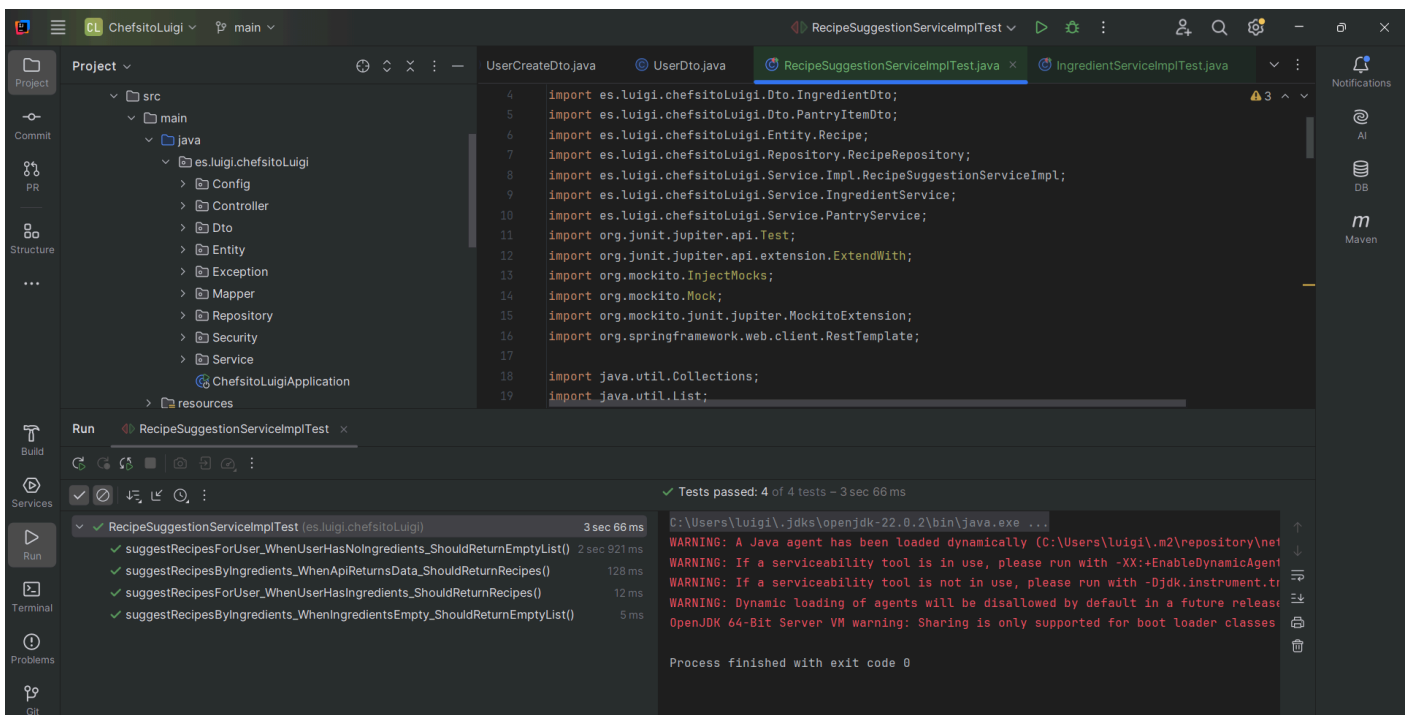 CL ChefsitoLuigi main RecipeSuggestionServiceImplTest
Project
Commit
PR
Structure
Project
src
main
java
es.luigi.chefsitoLuigi
Config
Controller
Dto
Entity
Exception
Mapper
Repository
Security
Service
ChefsitoLuigiApplication
resources
UserCreateDto.java UserDto.java RecipeSuggestionServiceImplTest.java IngredientServiceImplTest.java
3
4 import es.luigi.chefsitoLuigi.Dto.IngredientDto;
5 import es.luigi.chefsitoLuigi.Dto.PantryItemDto;
6 import es.luigi.chefsitoLuigi.Entity.Recipe;
7 import es.luigi.chefsitoLuigi.Repository.RecipeRepository;
8 import es.luigi.chefsitoLuigi.Service.Impl.RecipeSuggestionServiceImpl;
9 import es.luigi.chefsitoLuigi.Service.IngredientService;
10 import es.luigi.chefsitoLuigi.Service.PantryService;
11 import org.junit.jupiter.api.Test;
12 import org.junit.jupiter.api.extension.ExtendWith;
13 import org.mockito.InjectMocks;
14 import org.mockito.Mock;
15 import org.mockito.junit.jupiter.MockitoExtension;
16 import org.springframework.web.client.RestTemplate;
17
18 import java.util.Collections;
19 import java.util.List;
Notifications
AI
DB
m
Maven
Build
Services
Run
Terminal
Problems
Git
Run RecipeSuggestionServiceImplTest
RecipeSuggestionServiceImplTest (es.luigi.chefsitoLuigi) 3 sec 66 ms
suggestRecipesForUser_WhenUserHasNoIngredients_ShouldReturnEmptyList() 2 sec 921 ms
suggestRecipesByIngredients_WhenApiReturnsData_ShouldReturnRecipes() 128 ms
suggestRecipesForUser_WhenUserHasIngredients_ShouldReturnRecipes() 12 ms
suggestRecipesByIngredients_WhenIngredientsEmpty_ShouldReturnEmptyList() 5 ms
Tests passed: 4 of 4 tests – 3 sec 66 ms
C:\Users\luigi\.jdks\openjdk-22.0.2\bin\java.exe ...
WARNING: A Java agent has been loaded dynamically (C:\Users\luigi\.m2\repository\net
WARNING: If a serviceability tool is in use, please run with -XX:+EnableDynamicAgent
WARNING: If a serviceability tool is not in use, please run with -Djdk.instrument.tr
WARNING: Dynamic loading of agents will be disallowed by default in a future release
OpenJDK 64-Bit Server VM warning: Sharing is only supported for boot loader classes
Process finished with exit code 0